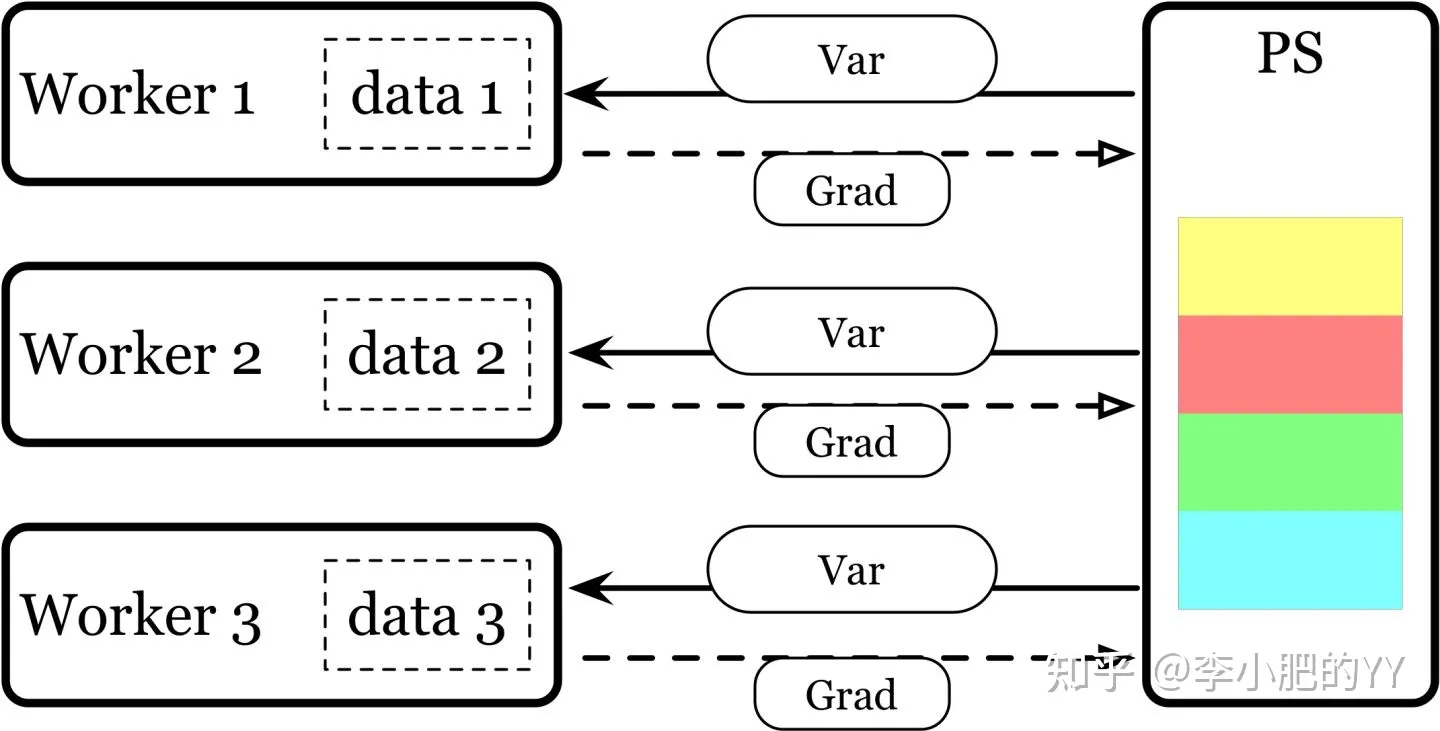 Worker 1
data 1
Var
Grad
PS
Worker 2
data 2
Var
Grad
Worker 3
data 3
Var
Grad
知乎 @李小肥的YY